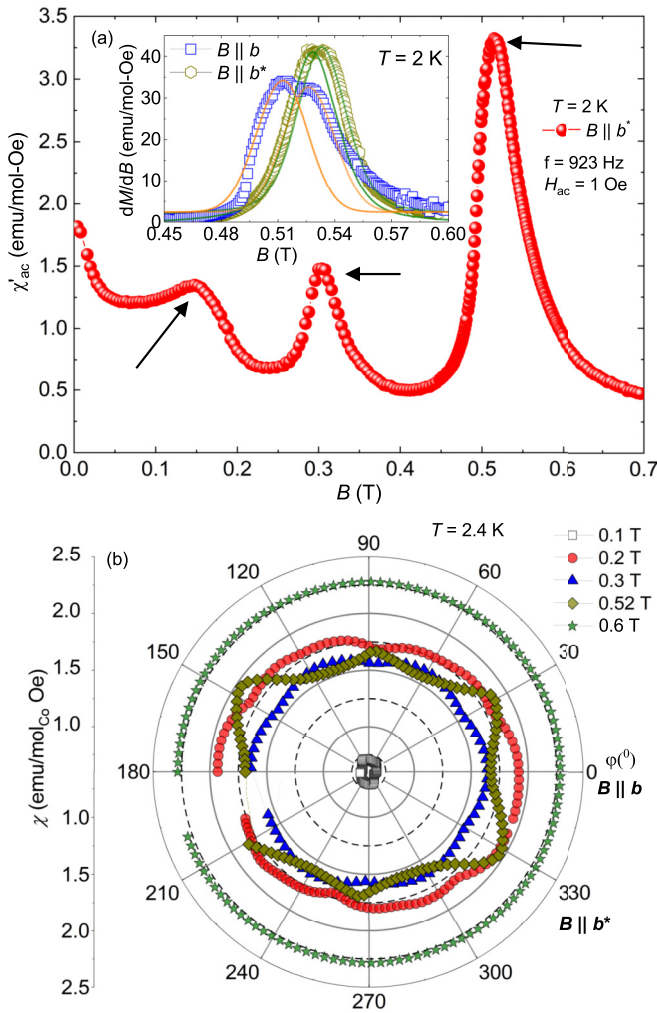 (a)
B || b
B || b*
T = 2 K
dM/dB (emu/mol-Oe)
40
30
20
10
0
0.45 0.48 0.51 0.54 0.57 0.60
B (T)
T = 2 K
B || b*
f = 923 Hz
Hac = 1 Oe
χ'ac (emu/mol-Oe)
3.5
3.0
2.5
2.0
1.5
1.0
0.5
0.0
0.0 0.1 0.2 0.3 0.4 0.5 0.6 0.7
B (T)
(b)
T = 2.4 K
0.1 T
0.2 T
0.3 T
0.52 T
0.6 T
χ (emu/molCo Oe)
2.5
2.0
1.5
1.0
1.0
1.5
2.0
2.5
90
120
60
150
30
180
0
φ(⁰)
B || b
210
330
B || b*
240
300
270